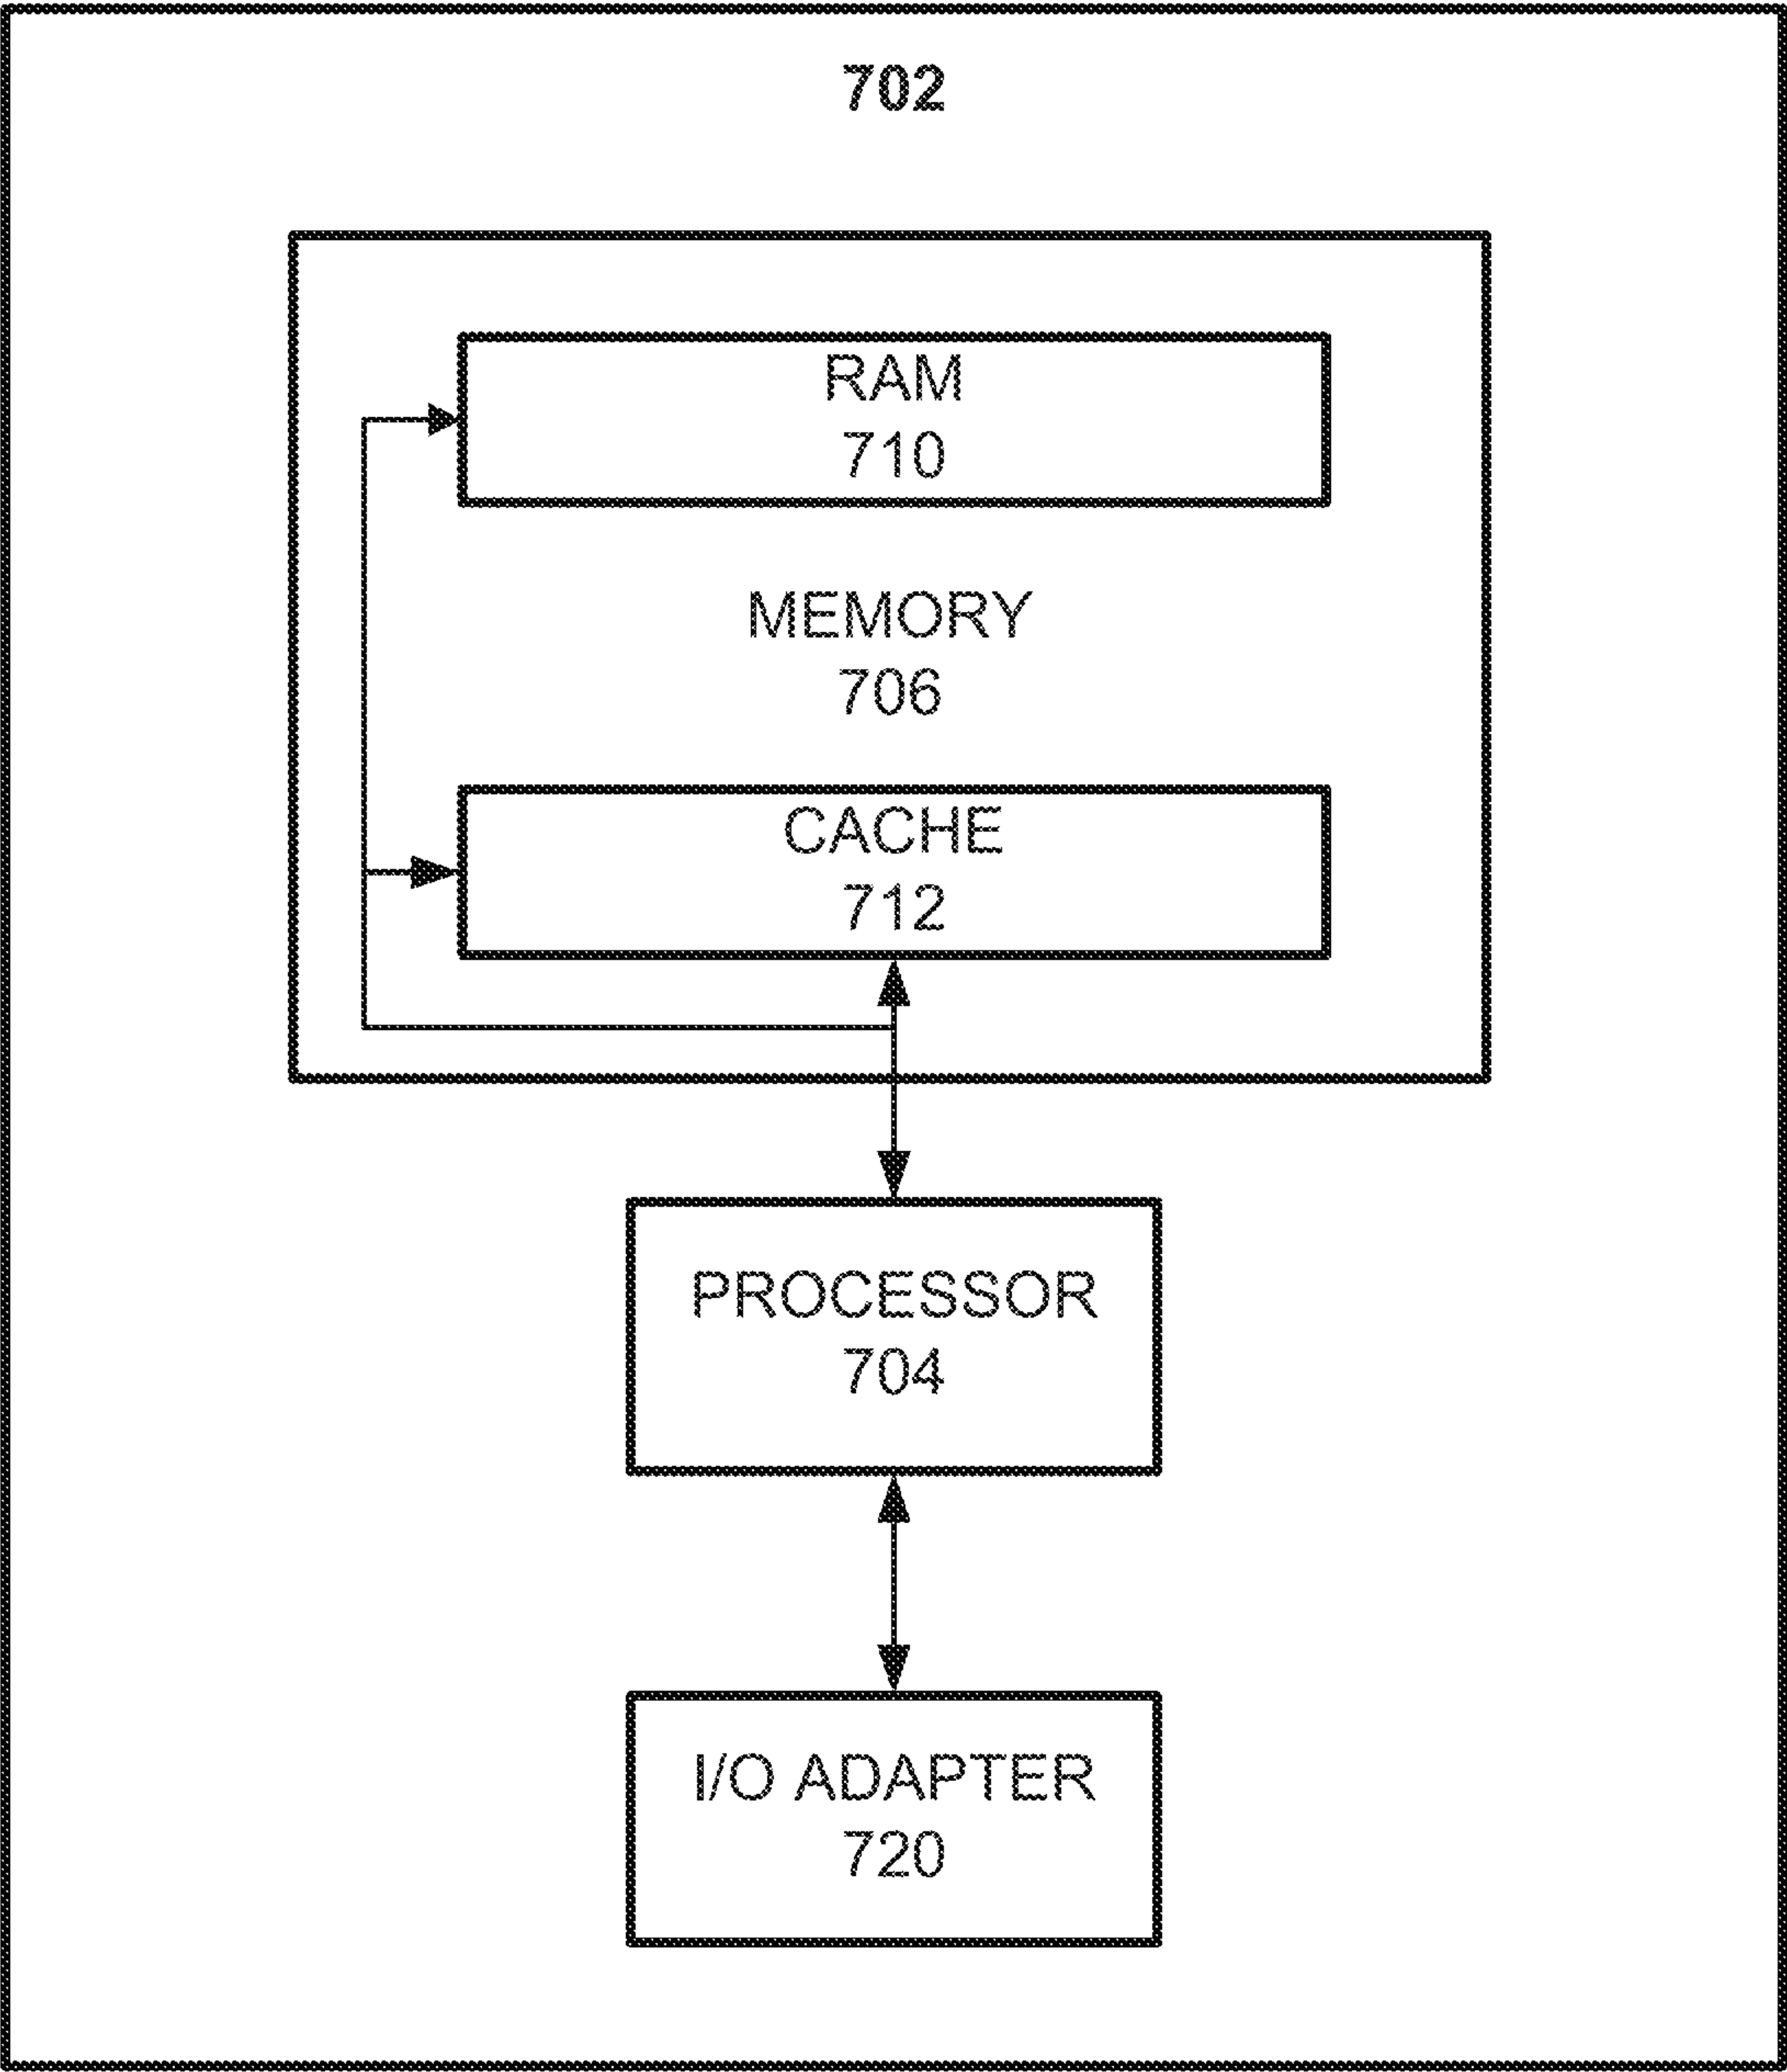 702
RAM
710
MEMORY
706
CACHE
712
PROCESSOR
704
I/O ADAPTER
720